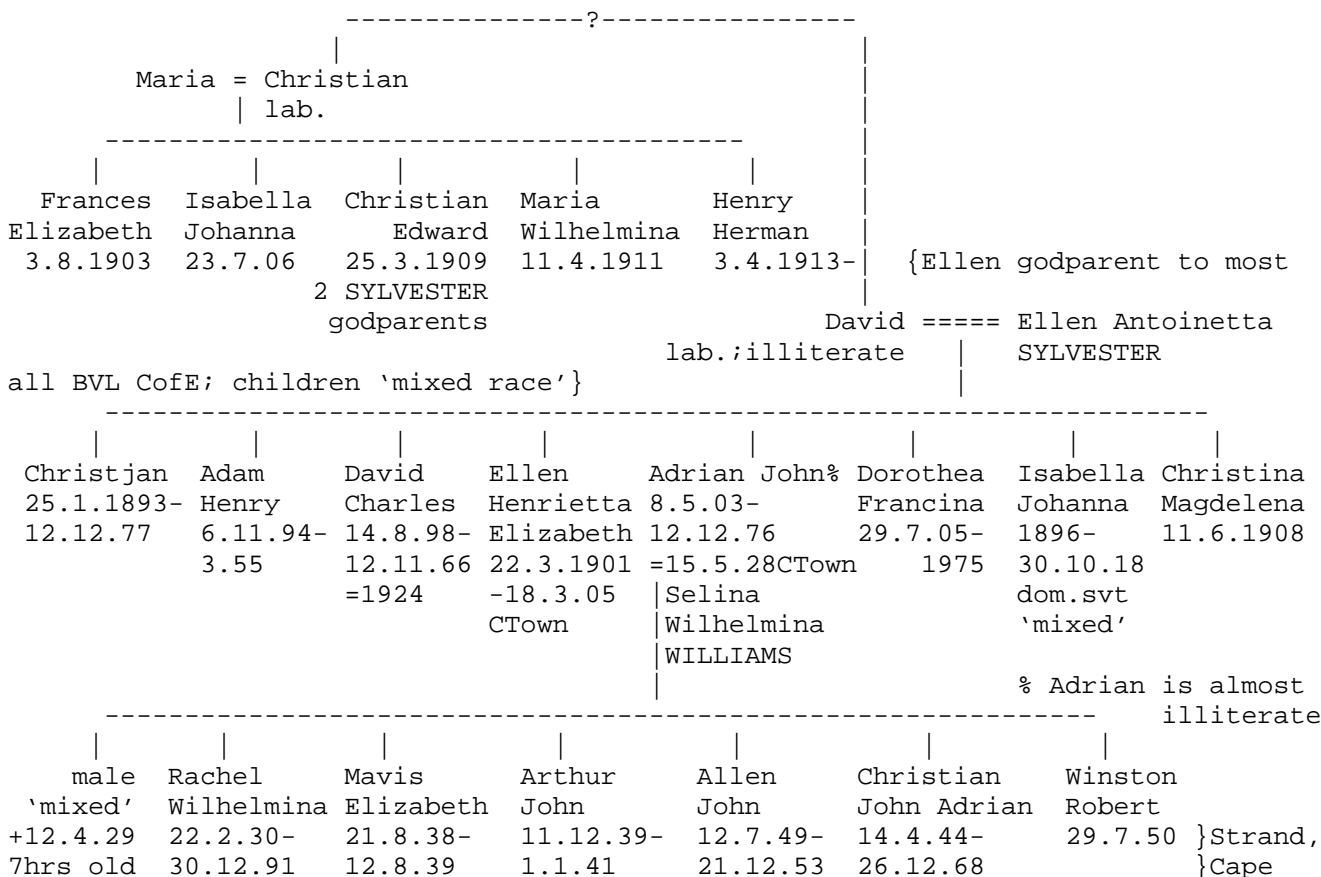 ---------------?----------------
| |
Maria = Christian |
| lab. |
---------------------------------------- |
| | | | | |
Frances Isabella Christian Maria Henry |
Elizabeth Johanna Edward Wilhelmina Herman |
3.8.1903 23.7.06 25.3.1909 11.4.1911 3.4.1913-| {Ellen godparent to most
2 SYLVESTER |
godparents David ===== Ellen Antoinetta
lab.;illiterate | SYLVESTER
all BVL CofE; children ‘mixed race’} |
---------------------------------------------------------------------
| | | | | | | |
Christjan Adam David Ellen Adrian John% Dorothea Isabella Christina
25.1.1893- Henry Charles Henrietta 8.5.03- Francina Johanna Magdelena
12.12.77 6.11.94- 14.8.98- Elizabeth 12.12.76 29.7.05- 1896- 11.6.1908
3.55 12.11.66 22.3.1901 =15.5.28CTown 1975 30.10.18
=1924 -18.3.05 |Selina dom.svt
CTown |Wilhelmina ‘mixed’
|WILLIAMS
| % Adrian is almost
-------------------------------------------------------------- illiterate
| | | | | | |
male Rachel Mavis Arthur Allen Christian Winston
‘mixed’ Wilhelmina Elizabeth John John John Adrian Robert
+12.4.29 22.2.30- 21.8.38- 11.12.39- 12.7.49- 14.4.44- 29.7.50 }Strand,
7hrs old 30.12.91 12.8.39 1.1.41 21.12.53 26.12.68 }Cape